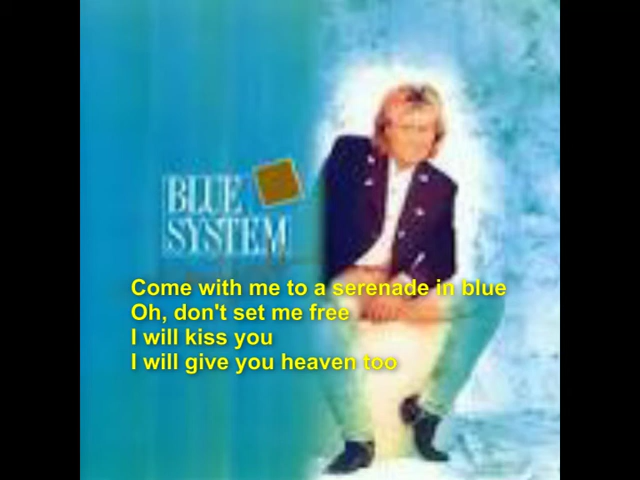 BLUE
SYSTEM
Come with me to a serenade in blue
Oh, don't set me free
I will kiss you
I will give you heaven too